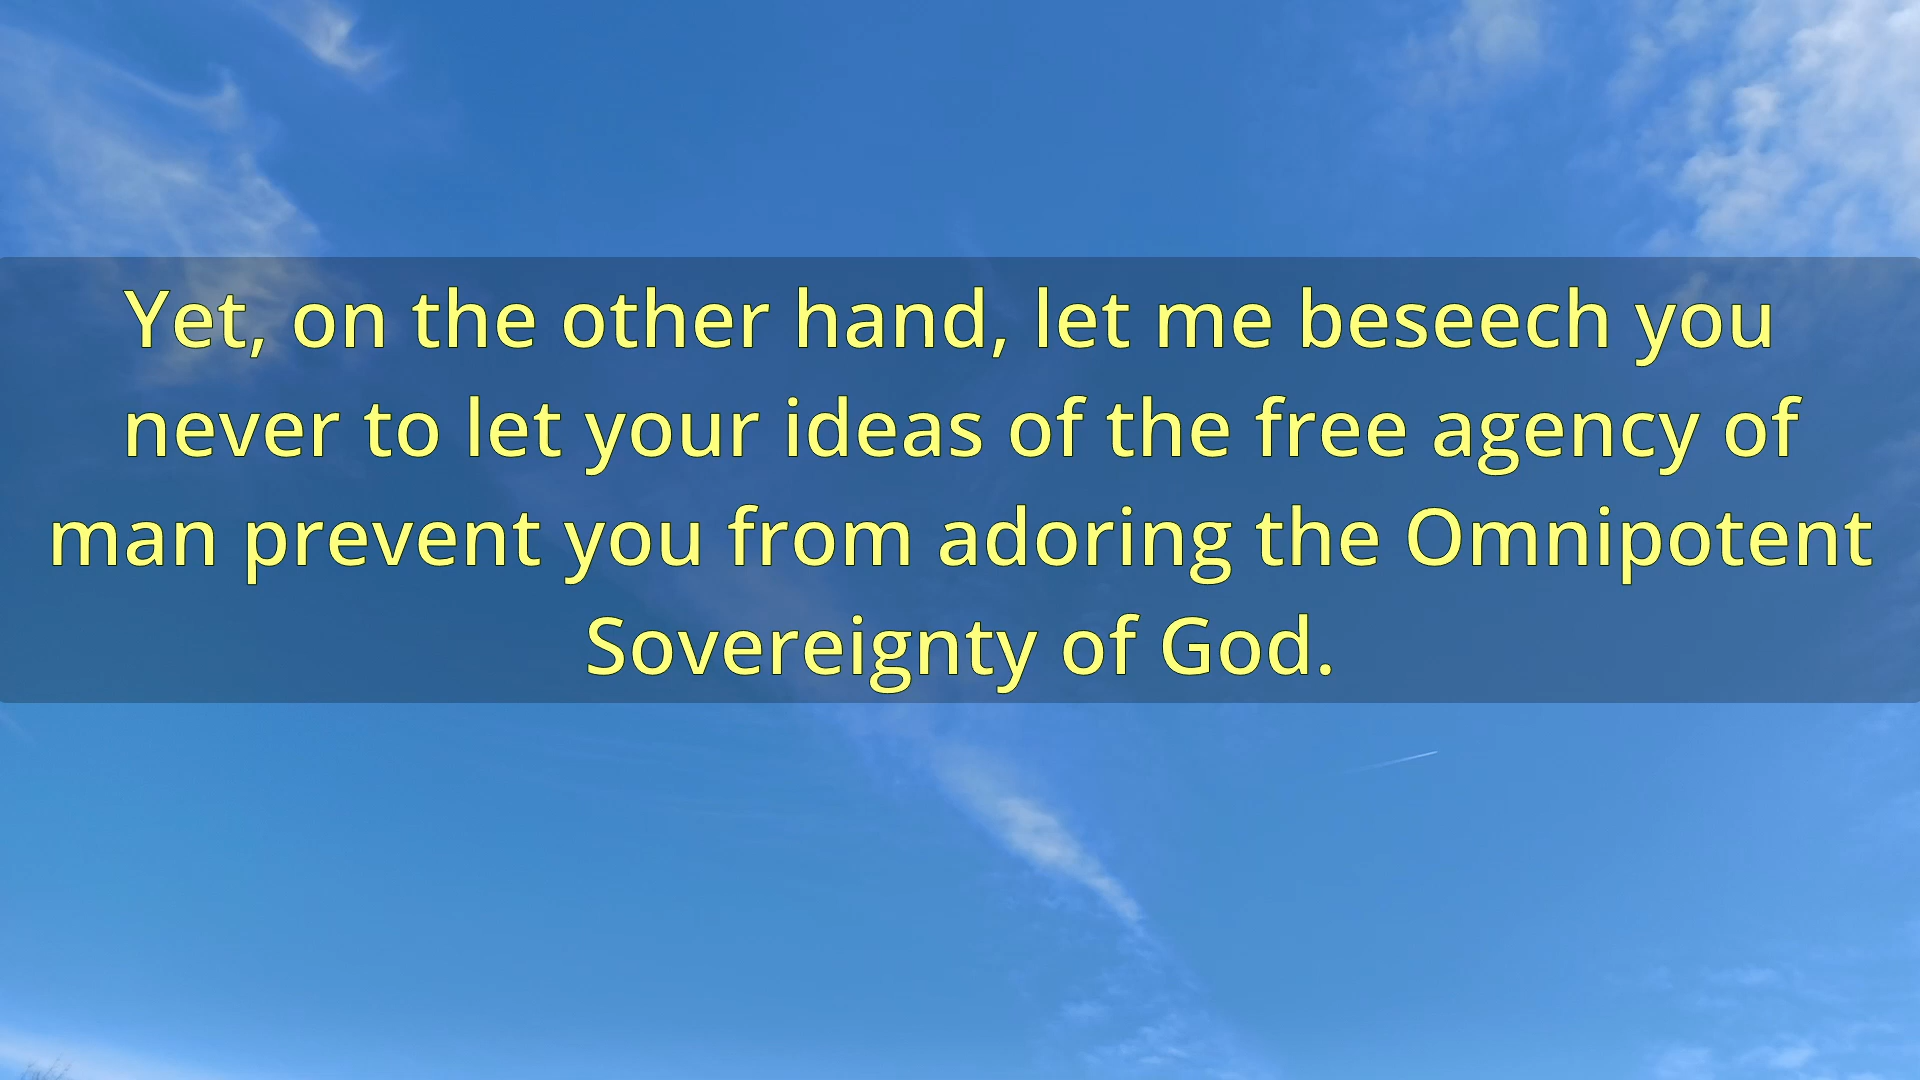 Yet, on the other hand, let me beseech you
never to let your ideas of the free agency of
man prevent you from adoring the Omnipotent
Sovereignty of God.